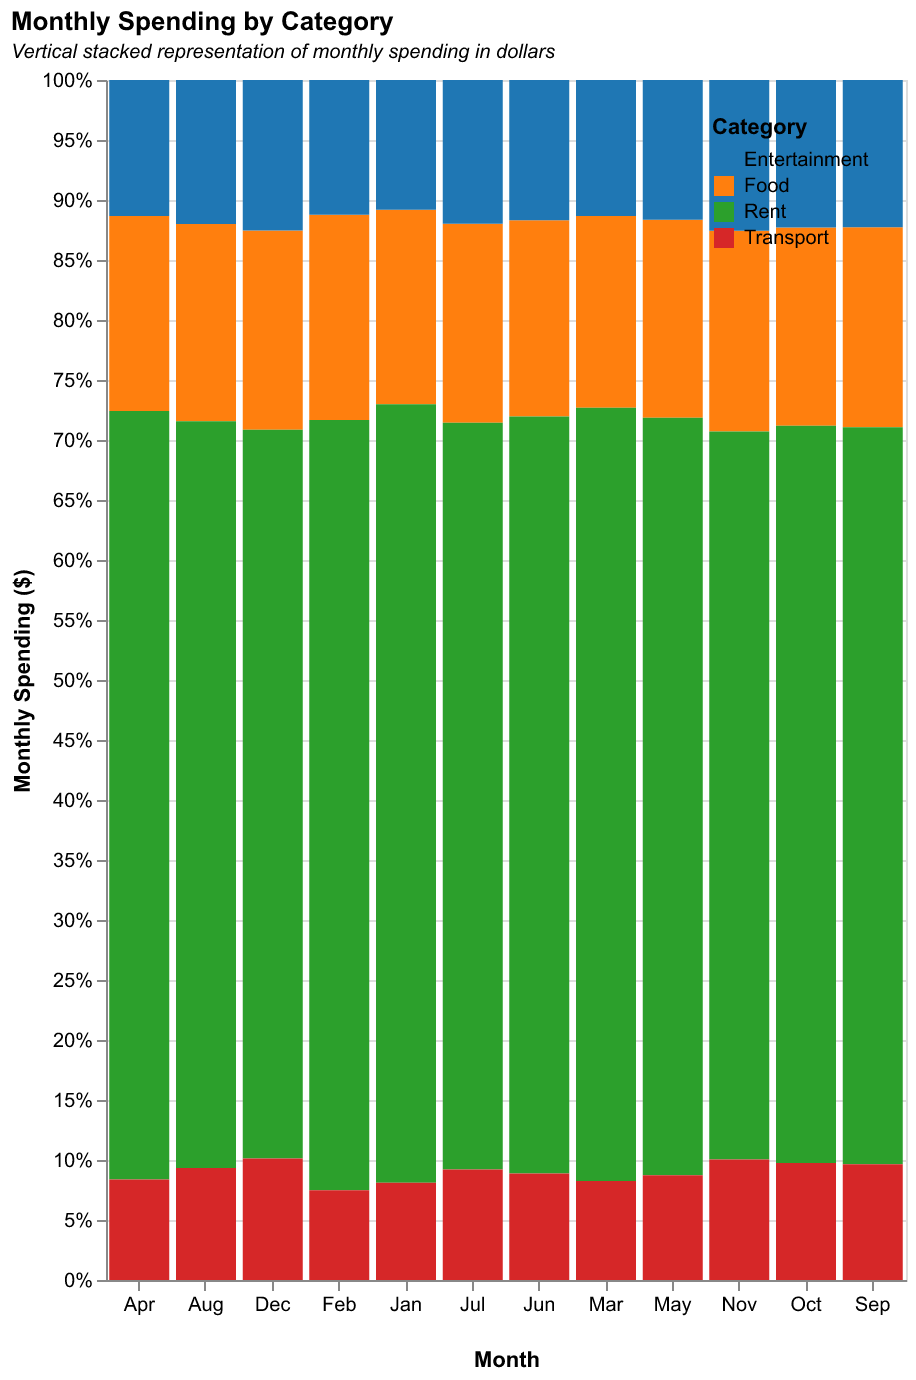 Monthly Spending by Category
Vertical stacked representation of monthly spending in dollars
100%
95%
90%
85%
80%
75%
70%
65%
60%
55%
50%
45%
40%
35%
30%
25%
20%
15%
10%
5%
0%
Monthly Spending ($)
Category
Entertainment
Food
Rent
Transport
Apr Aug Dec Feb Jan Jul Jun Mar May Nov Oct Sep
Month